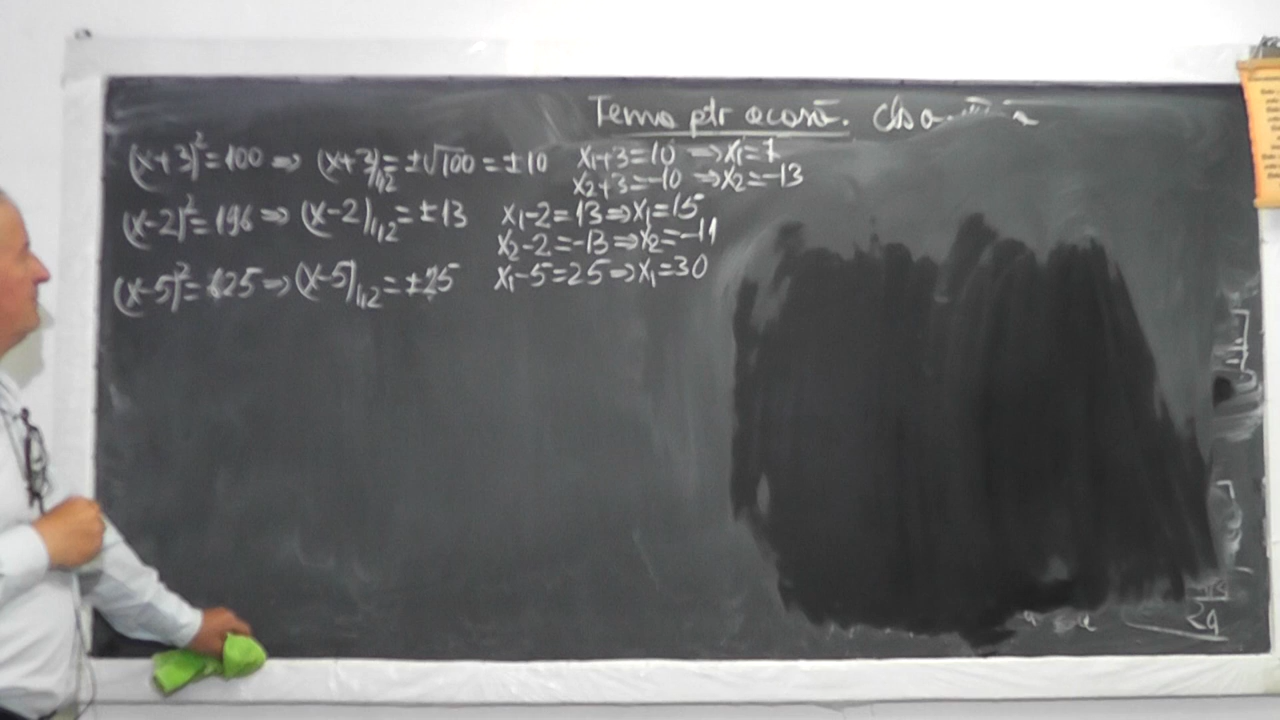 Tema ptr acasă.
(x+3)²=100 ⇒ (x+3)₁,₂=±√100=±10 x₁+3=10 ⇒x₁=7
x₂+3=-10 ⇒x₂=-13
(x-2)²=196 ⇒ (x-2)₁,₂=±13 x₁-2=13⇒x₁=15
x₂-2=-13⇒x₂=-11
(x-5)²=625⇒(x-5)₁,₂=±25 x₁-5=25⇒x₁=30
2a